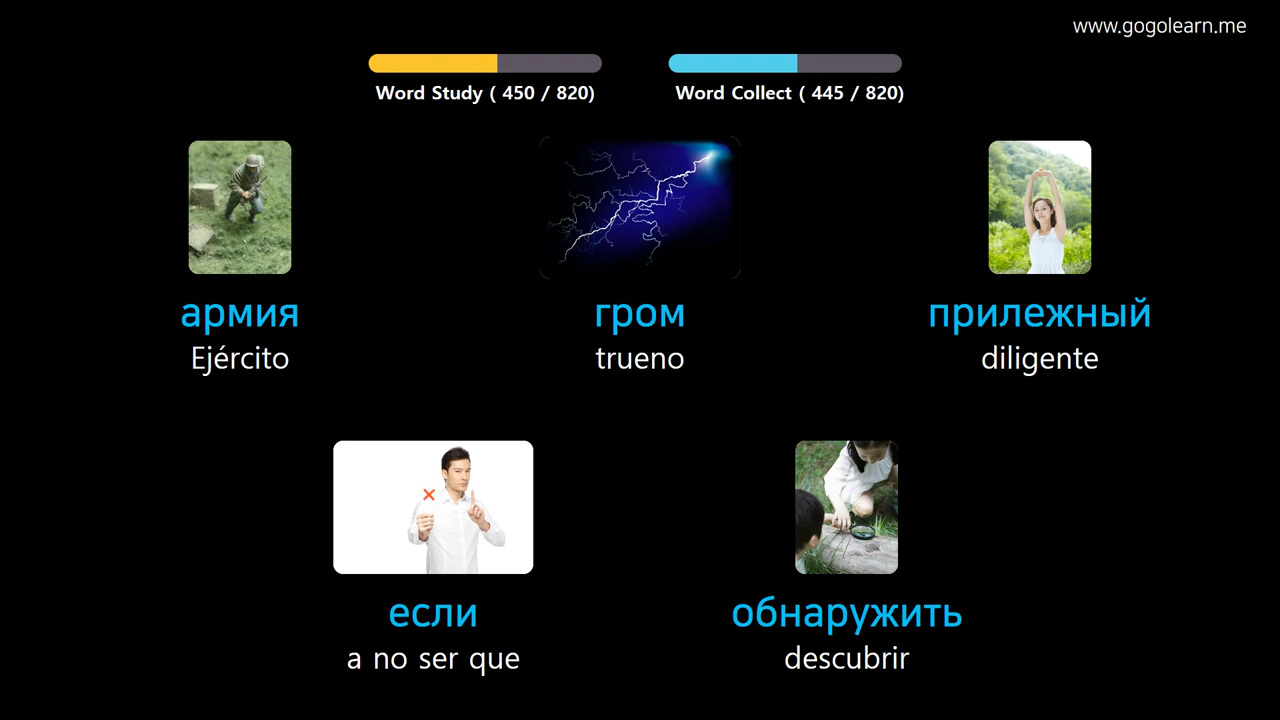 www.gogolearn.me
Word Study ( 450 / 820)
Word Collect ( 445 / 820)
армия
Ejército
гром
trueno
прилежный
diligente
если
a no ser que
обнаружить
descubrir